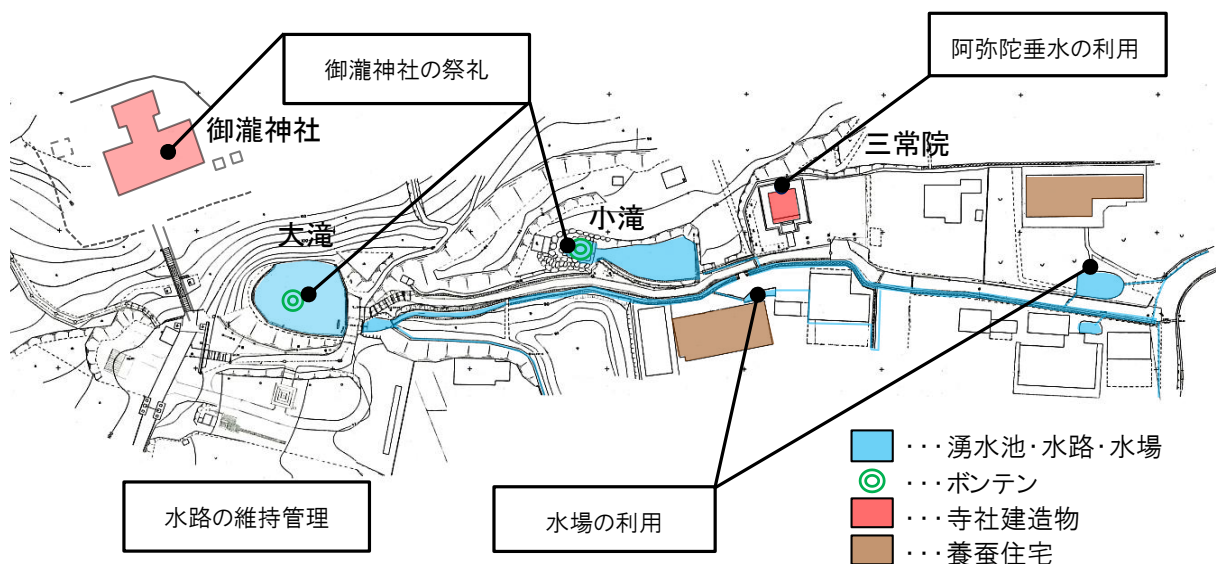 御瀧神社の祭礼
阿弥陀垂水の利用
御瀧神社
三常院
小滝
大滝
・・・湧水池・水路・水場
・・・ボンテン
・・・寺社建造物
・・・養蚕住宅
水路の維持管理
水場の利用